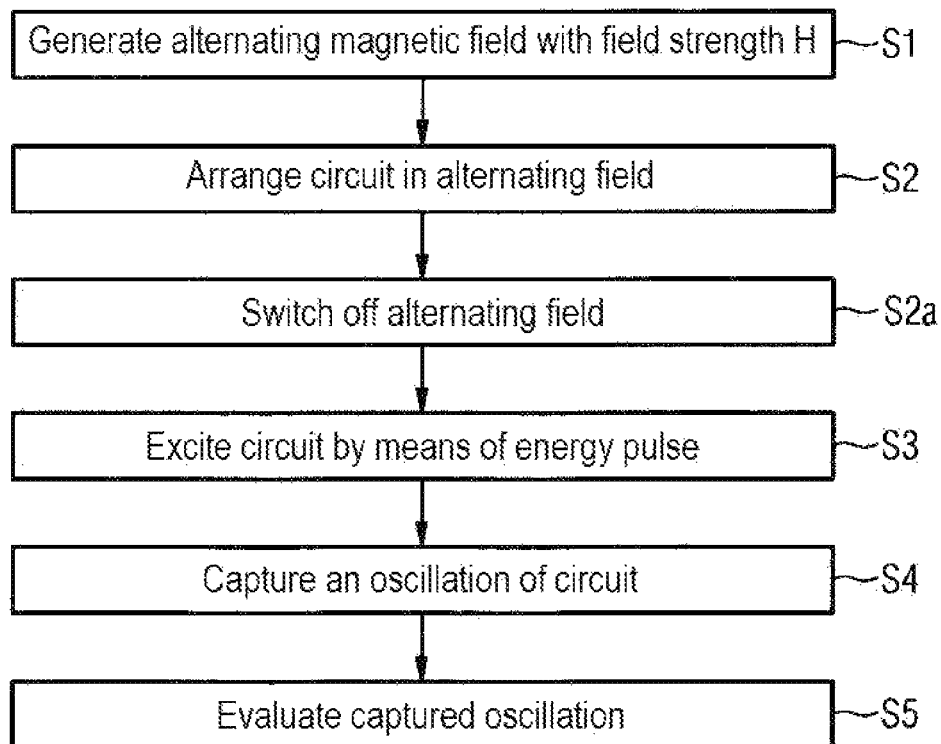 Generate alternating magnetic field with field strength H S1
Arrange circuit in alternating field S2
Switch off alternating field S2a
Excite circuit by means of energy pulse S3
Capture an oscillation of circuit S4
Evaluate captured oscillation S5